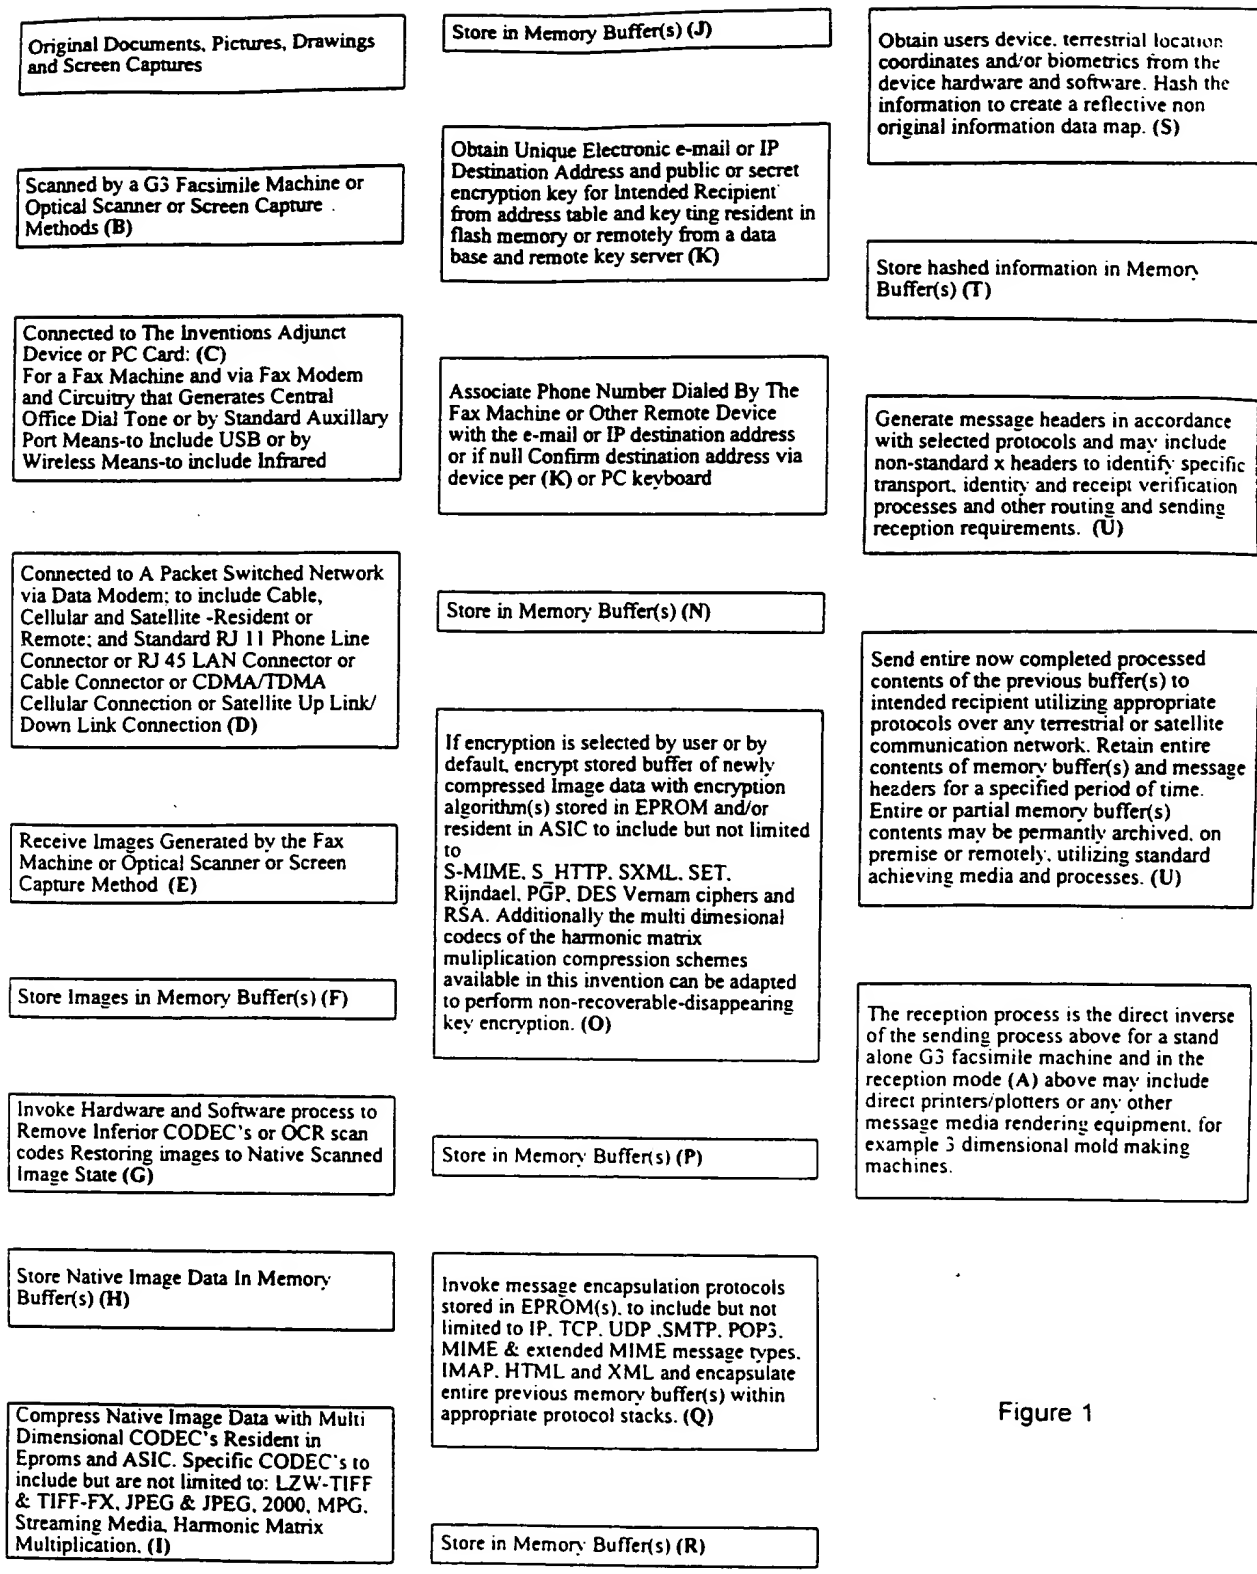 Original Documents, Pictures, Drawings
and Screen Captures
Scanned by a G3 Facsimile Machine or
Optical Scanner or Screen Capture
Methods (B)
Connected to The Inventions Adjunct
Device or PC Card: (C)
For a Fax Machine and via Fax Modem
and Circuitry that Generates Central
Office Dial Tone or by Standard Auxillary
Port Means-to Include USB or by
Wireless Means-to include Infrared
Connected to A Packet Switched Network
via Data Modem; to include Cable,
Cellular and Satellite -Resident or
Remote; and Standard RJ 11 Phone Line
Connector or RJ 45 LAN Connector or
Cable Connector or CDMA/TDMA
Cellular Connection or Satellite Up Link/
Down Link Connection (D)
Receive Images Generated by the Fax
Machine or Optical Scanner or Screen
Capture Method (E)
Store Images in Memory Buffer(s) (F)
Invoke Hardware and Software process to
Remove Inferior CODEC's or OCR scan
codes Restoring images to Native Scanned
Image State (G)
Store Native Image Data In Memory
Buffer(s) (H)
Compress Native Image Data with Multi
Dimensional CODEC's Resident in
Eproms and ASIC. Specific CODEC's to
include but are not limited to: LZW-TIFF
& TIFF-FX, JPEG & JPEG, 2000, MPG,
Streaming Media, Harmonic Matrix
Multiplication. (I)
Store in Memory Buffer(s) (J)
Obtain Unique Electronic e-mail or IP
Destination Address and public or secret
encryption key for Intended Recipient
from address table and key ting resident in
flash memory or remotely from a data
base and remote key server (K)
Associate Phone Number Dialed By The
Fax Machine or Other Remote Device
with the e-mail or IP destination address
or if null Confirm destination address via
device per (K) or PC keyboard
Store in Memory Buffer(s) (N)
If encryption is selected by user or by
default, encrypt stored buffer of newly
compressed Image data with encryption
algorithm(s) stored in EPROM and/or
resident in ASIC to include but not limited
to
S-MIME, S_HTTP, SXML, SET,
Rijndael, PGP, DES Vernam ciphers and
RSA. Additionally the multi dimesional
codecs of the harmonic matrix
muliplication compression schemes
available in this invention can be adapted
to perform non-recoverable-disappearing
key encryption. (O)
Store in Memory Buffer(s) (P)
Invoke message encapsulation protocols
stored in EPROM(s), to include but not
limited to IP, TCP, UDP ,SMTP, POP3,
MIME & extended MIME message types,
IMAP, HTML and XML and encapsulate
entire previous memory buffer(s) within
appropriate protocol stacks. (Q)
Store in Memory Buffer(s) (R)
Obtain users device, terrestrial location
coordinates and/or biometrics from the
device hardware and software. Hash the
information to create a reflective non
original information data map. (S)
Store hashed information in Memory
Buffer(s) (T)
Generate message headers in accordance
with selected protocols and may include
non-standard x headers to identify specific
transport, identity and receipt verification
processes and other routing and sending
reception requirements. (U)
Send entire now completed processed
contents of the previous buffer(s) to
intended recipient utilizing appropriate
protocols over any terrestrial or satellite
communication network. Retain entire
contents of memory buffer(s) and message
headers for a specified period of time.
Entire or partial memory buffer(s)
contents may be permantly archived, on
premise or remotely, utilizing standard
achieving media and processes. (U)
The reception process is the direct inverse
of the sending process above for a stand
alone G3 facsimile machine and in the
reception mode (A) above may include
direct printers/plotters or any other
message media rendering equipment, for
example 3 dimensional mold making
machines.
Figure 1